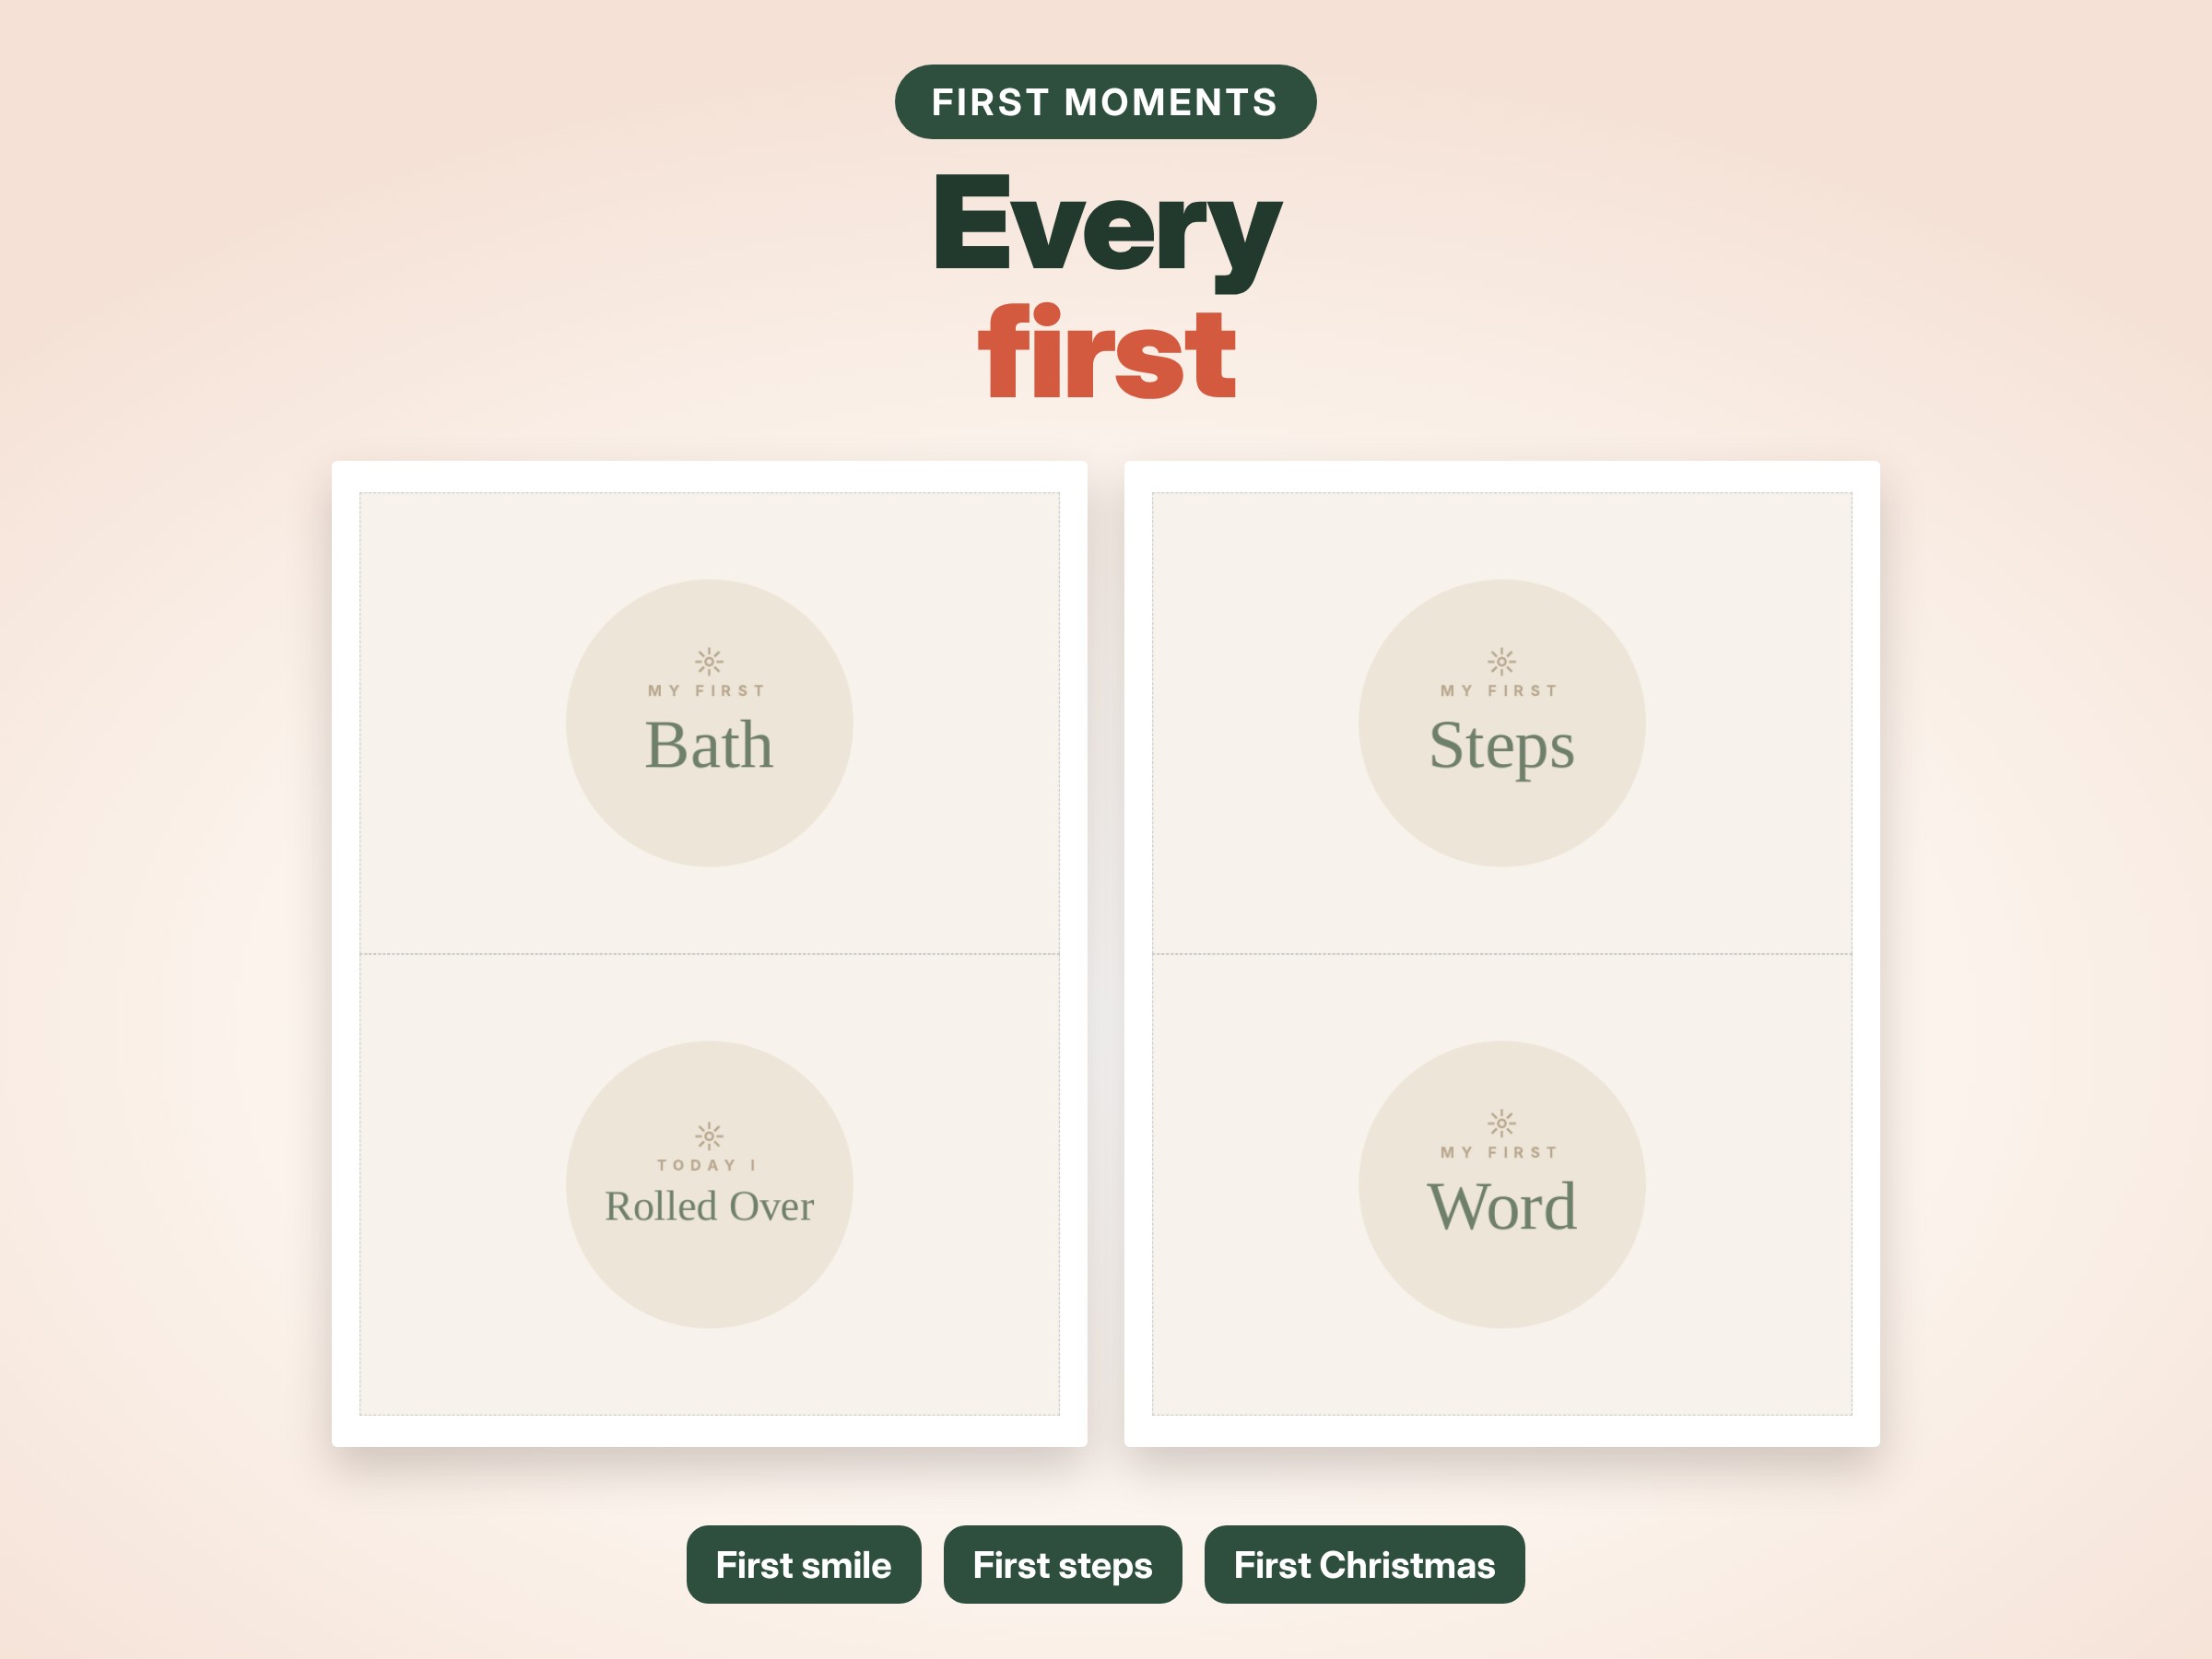 FIRST MOMENTS
Every
first
MY FIRST
Bath
TODAY I
Rolled Over
MY FIRST
Steps
MY FIRST
Word
First smile
First steps
First Christmas